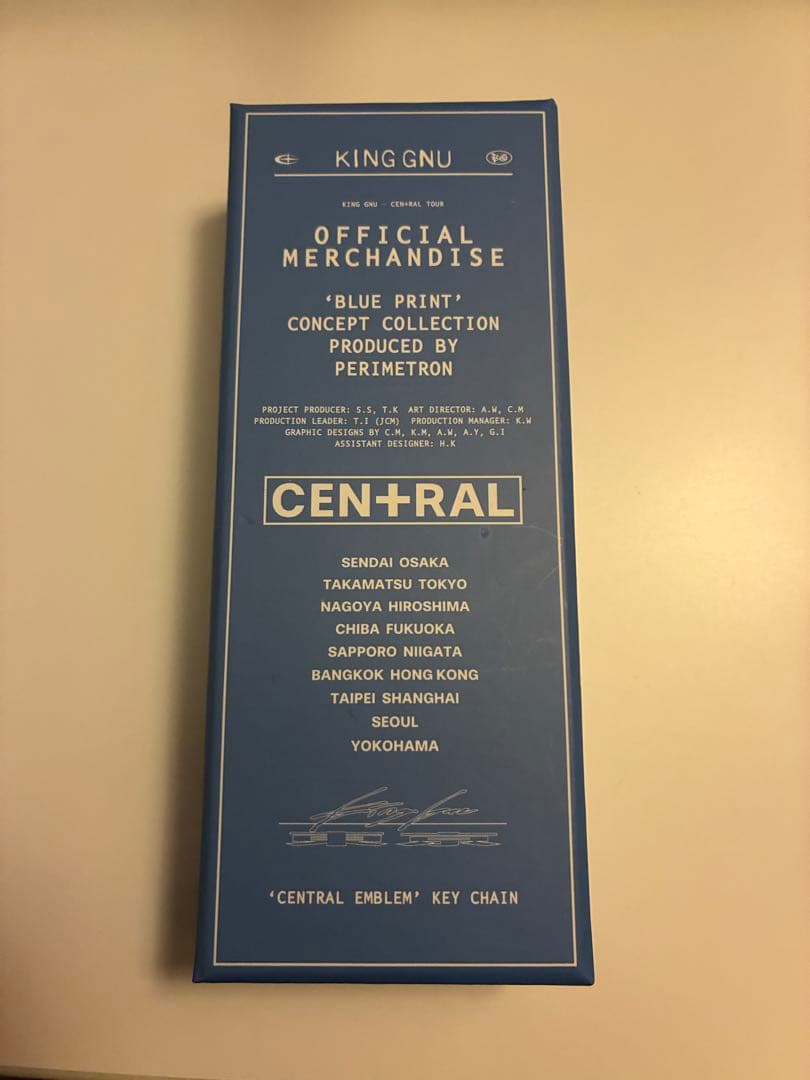 KING GNU
KING GNU - CEN+RAL TOUR
OFFICIAL
MERCHANDISE
‘BLUE PRINT’
CONCEPT COLLECTION
PRODUCED BY
PERIMETRON
PROJECT PRODUCER: S.S, T.K ART DIRECTOR: A.W, C.M
PRODUCTION LEADER: T.I (JCM) PRODUCTION MANAGER: K.W
GRAPHIC DESIGNS BY C.M, K.M, A.W, A.Y, G.I
ASSISTANT DESIGNER: H.K
CEN+RAL
SENDAI OSAKA
TAKAMATSU TOKYO
NAGOYA HIROSHIMA
CHIBA FUKUOKA
SAPPORO NIIGATA
BANGKOK HONG KONG
TAIPEI SHANGHAI
SEOUL
YOKOHAMA
King Gnu
‘CENTRAL EMBLEM’ KEY CHAIN